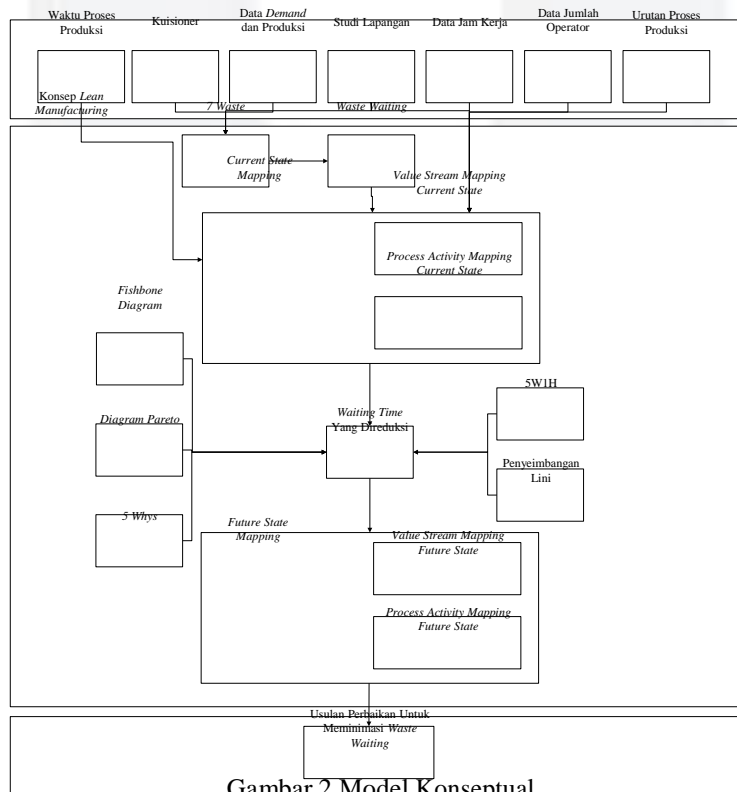 Waktu Proses
Produksi
Kuisioner
Data Demand
dan Produksi
Studi Lapangan
Data Jam Kerja
Data Jumlah
Operator
Urutan Proses
Produksi
Konsep Lean
Manufacturing
7 Waste
Waste Waiting
Current State
Mapping
Value Stream Mapping
Current State
Process Activity Mapping
Current State
Fishbone
Diagram
Diagram Pareto
5 Whys
Waiting Time
Yang Direduksi
5W1H
Penyeimbangan
Lini
Future State
Mapping
Value Stream Mapping
Future State
Process Activity Mapping
Future State
Usulan Perbaikan Untuk
Meminimasi Waste
Waiting
Gambar 2 Model Konseptual